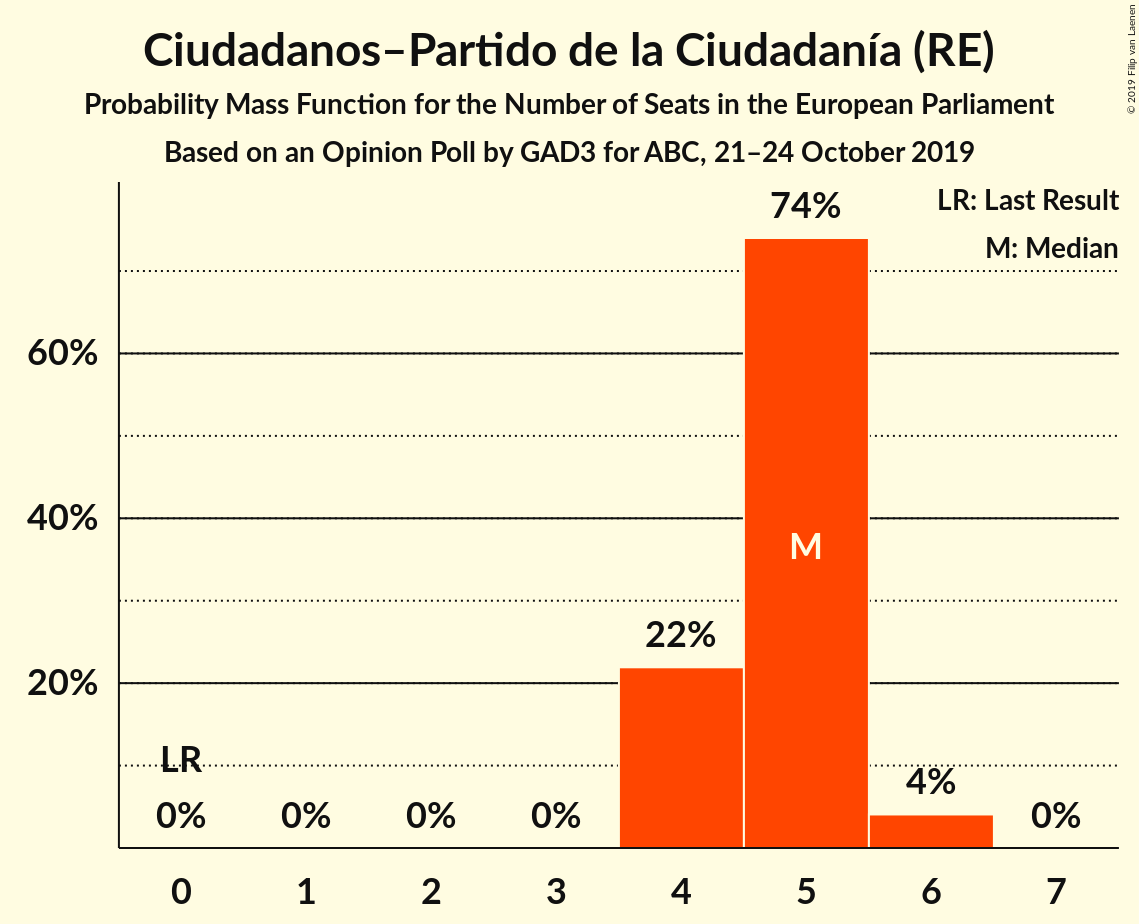 Ciudadanos–Partido de la Ciudadanía (RE)
Probability Mass Function for the Number of Seats in the European Parliament
Based on an Opinion Poll by GAD3 for ABC, 21–24 October 2019
© 2019 Filip van Laenen
LR: Last Result
M: Median
74%
60%
40%
M
22%
20%
LR
4%
0% 0% 0% 0% 0%
0 1 2 3 4 5 6 7